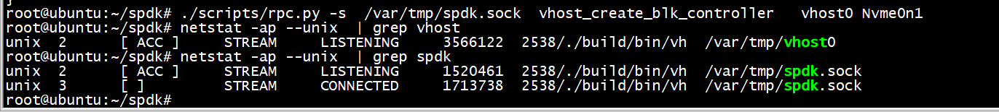 }
root@ubuntu:~/spdk# ./scripts/rpc.py -s  /var/tmp/spdk.sock  vhost_create_blk_controller   vhost0 Nvme0n1
root@ubuntu:~/spdk# netstat -ap --unix  | grep vhost
unix  2      [ ACC ]     STREAM     LISTENING     3566122  2538/./build/bin/vh  /var/tmp/vhost0
root@ubuntu:~/spdk# netstat -ap --unix  | grep spdk
unix  2      [ ACC ]     STREAM     LISTENING     1520461  2538/./build/bin/vh  /var/tmp/spdk.sock
unix  3      [ ]         STREAM     CONNECTED     1713738  2538/./build/bin/vh  /var/tmp/spdk.sock
root@ubuntu:~/spdk#